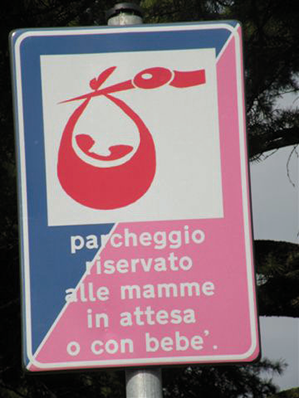 parcheggio
riservato
alle mamme
in attesa
o con bebe'.